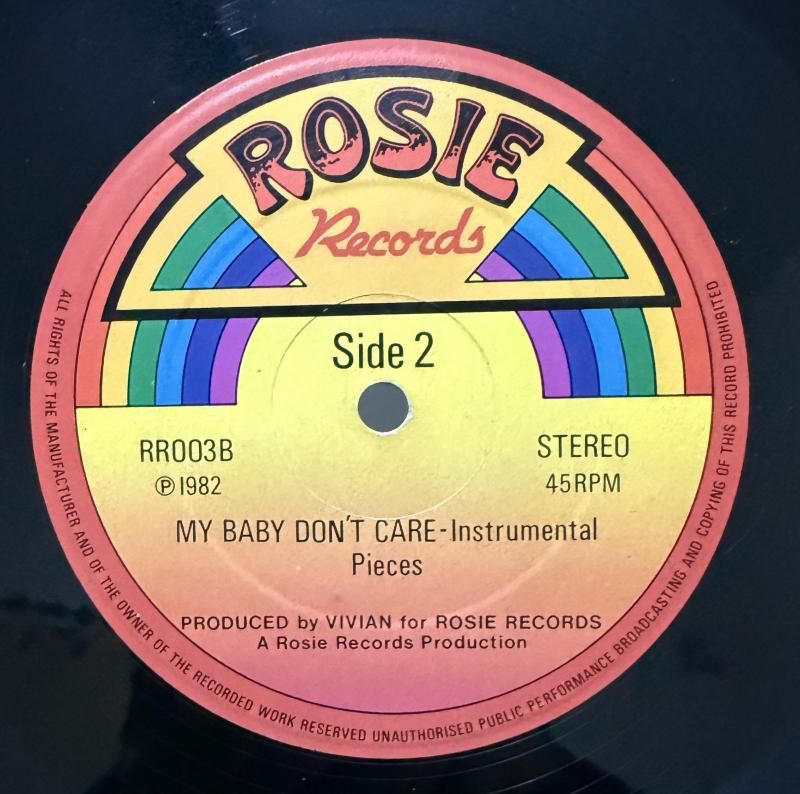 ROSIE
Records
Side 2
RR003B
℗ 1982
STEREO
45RPM
MY BABY DON'T CARE-Instrumental
Pieces
PRODUCED by VIVIAN for ROSIE RECORDS
A Rosie Records Production
ALL RIGHTS OF THE MANUFACTURER AND OF THE OWNER OF THE RECORDED WORK RESERVED UNAUTHORISED PUBLIC PERFORMANCE BROADCASTING AND COPYING OF THIS RECORD PROHIBITED